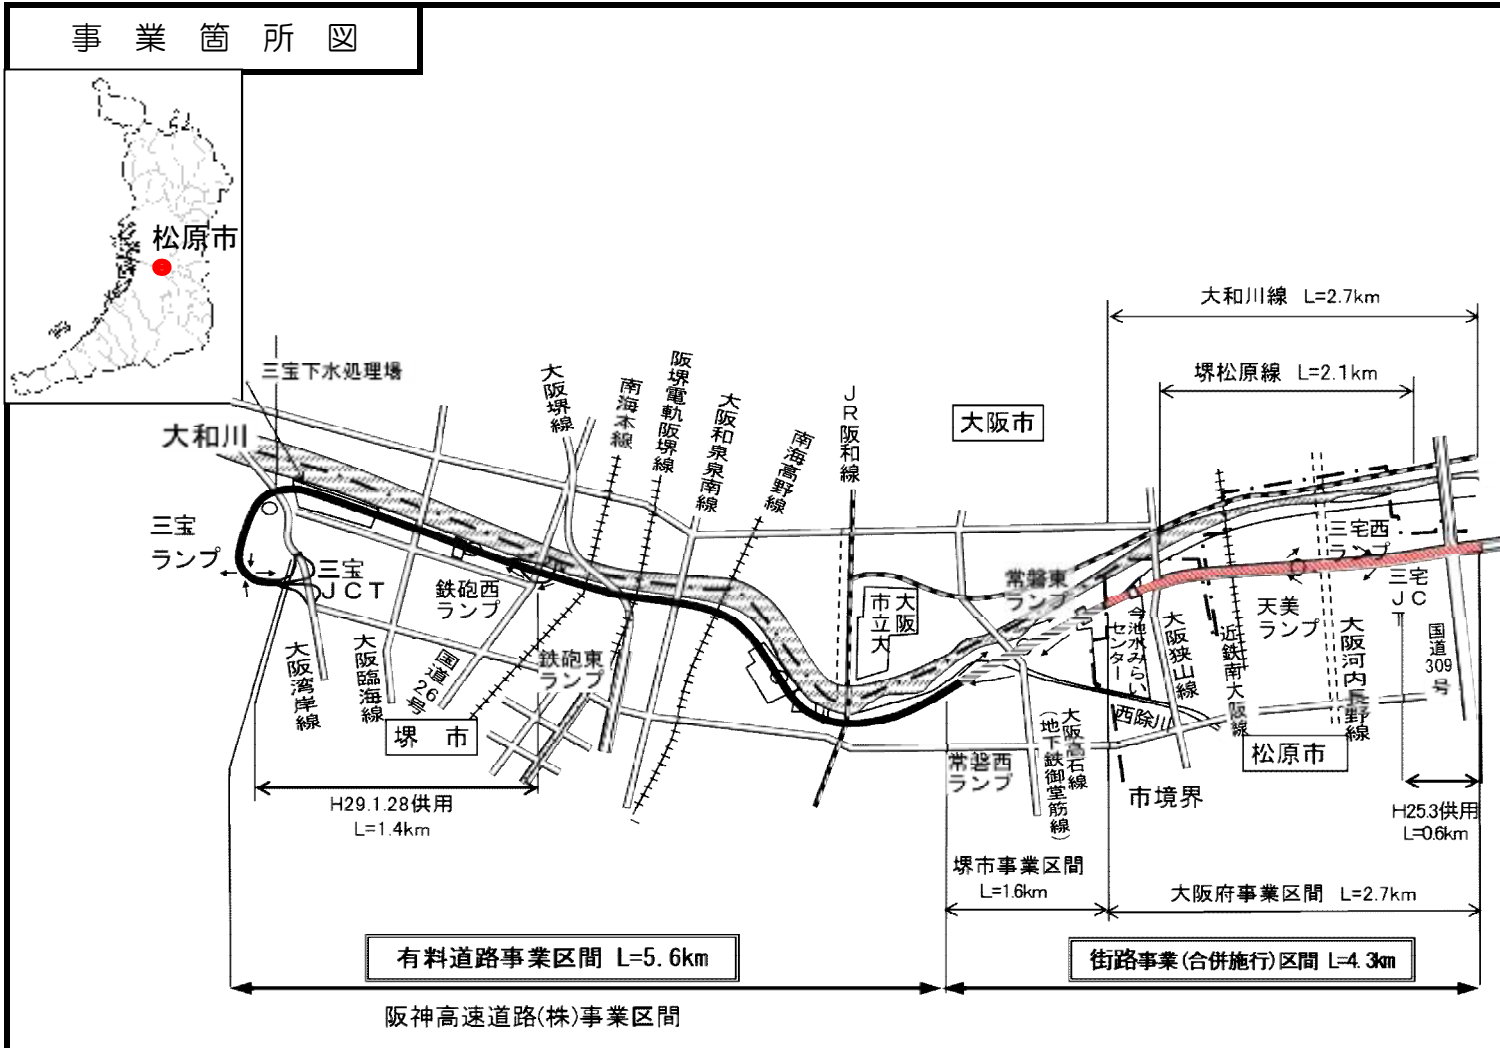 事業箇所図
松原市
大和川線 L=2.7km
堺松原線 L=2.1km
三宝下水処理場
大和川
大阪堺線
南海本線
阪堺電軌阪堺線
大阪和泉泉南線
南海高野線
JR阪和線
大阪市
三宝
ランプ
三宝
JCT
鉄砲西
ランプ
鉄砲東
ランプ
大阪湾岸線
大阪臨海線
国道26号
堺市
大阪
市立大
常磐東
ランプ
常磐西
ランプ
今池水みらい
センター
大阪狭山線
近鉄南大阪線
天美
ランプ
三宅西
ランプ
三宅
JCT
大阪河内長野線
国道309号
西除川
大阪高石線
(地下鉄御堂筋線)
松原市
市境界
H29.1.28供用
L=1.4km
H25.3供用
L=0.6km
堺市事業区間
L=1.6km
大阪府事業区間 L=2.7km
有料道路事業区間 L=5.6km
街路事業(合併施行)区間 L=4.3km
阪神高速道路(株)事業区間